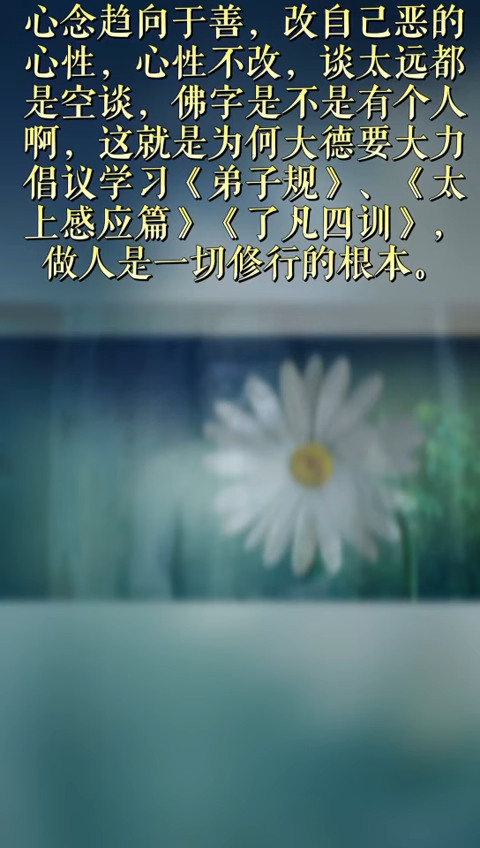 心念趋向于善，改自己恶的
心性，心性不改，谈太远都
是空谈，佛字是不是有个人
啊，这就是为何大德要大力
倡议学习《弟子规》、《太
上感应篇》《了凡四训》，
做人是一切修行的根本。